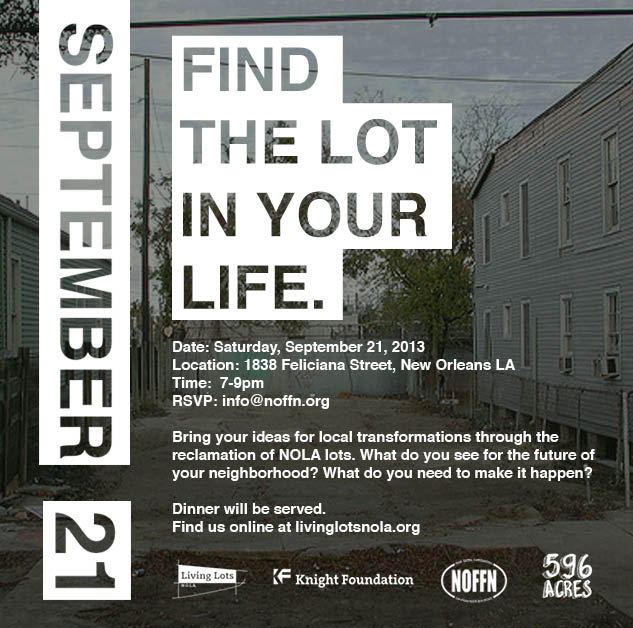 SEPTEMBER
21
FIND
THE LOT
IN YOUR
LIFE.
Date: Saturday, September 21, 2013
Location: 1838 Feliciana Street, New Orleans LA
Time:  7-9pm
RSVP: info@noffn.org
Bring your ideas for local transformations through the
reclamation of NOLA lots. What do you see for the future of
your neighborhood? What do you need to make it happen?
Dinner will be served.
Find us online at livinglotsnola.org
Living Lots
NOLA
KF Knight Foundation
NOFFN
596
ACRES